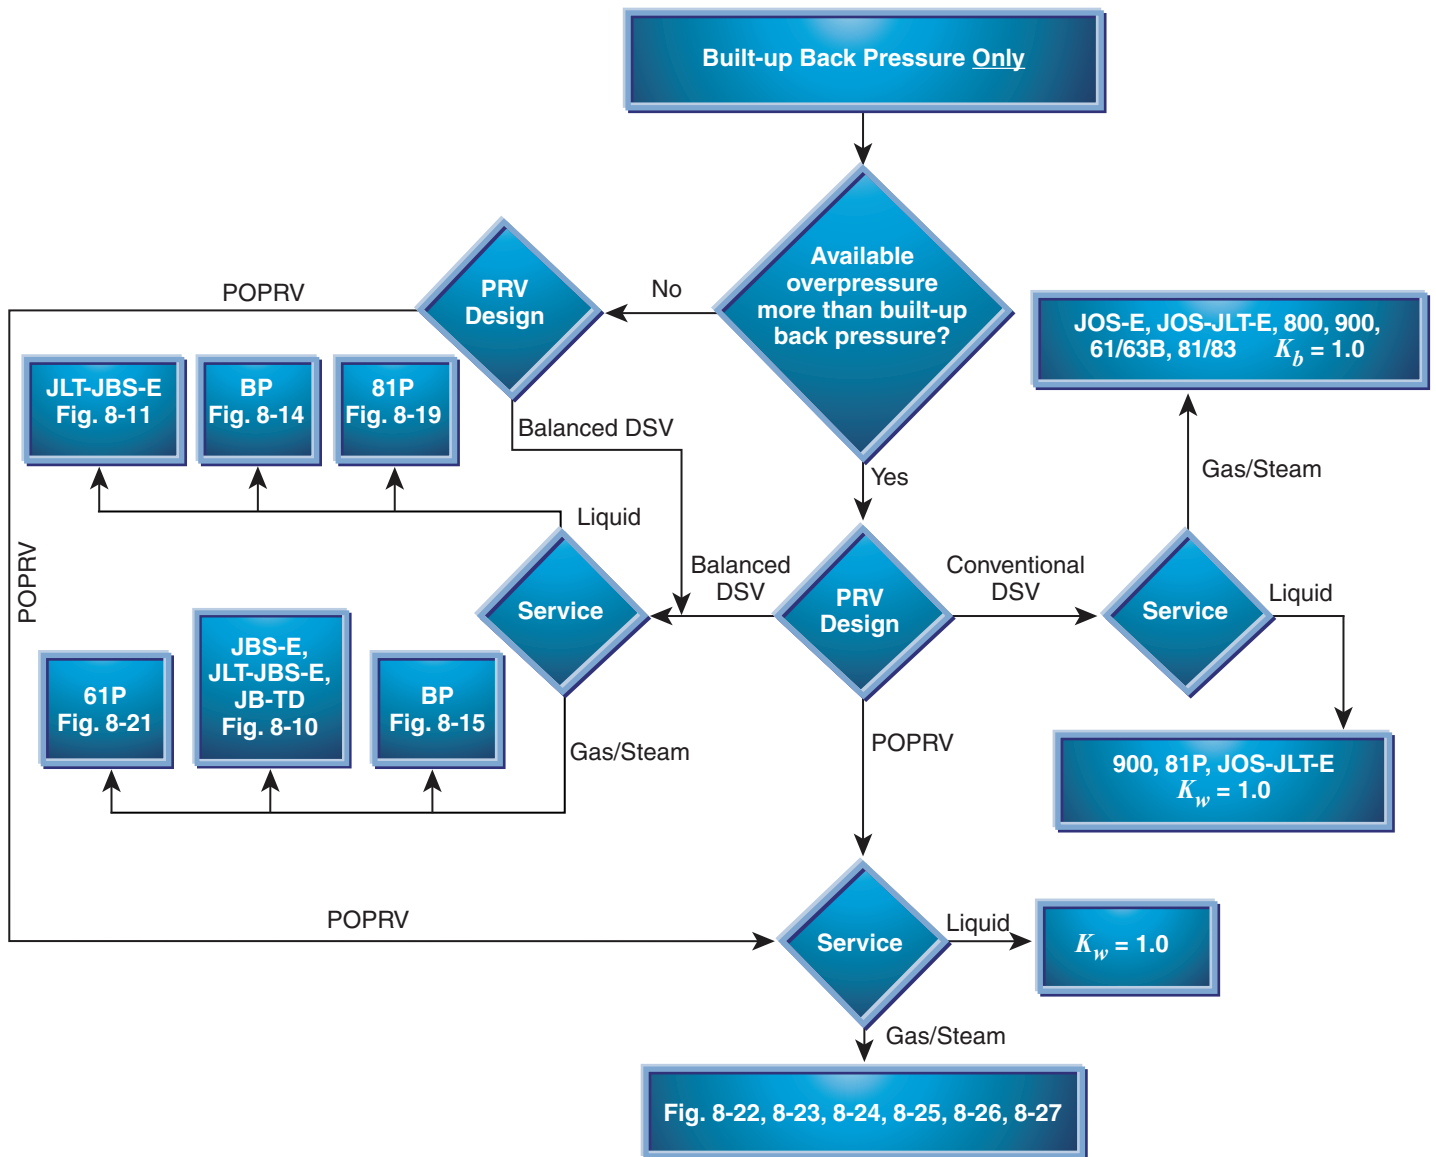 Built-up Back Pressure Only
Available
overpressure
more than built-up
back pressure?
No
PRV
Design
POPRV
Balanced DSV
JLT-JBS-E
Fig. 8-11
BP
Fig. 8-14
81P
Fig. 8-19
Liquid
Service
Gas/Steam
61P
Fig. 8-21
JBS-E,
JLT-JBS-E,
JB-TD
Fig. 8-10
BP
Fig. 8-15
POPRV
POPRV
Yes
PRV
Design
Balanced
DSV
Conventional
DSV
Service
Gas/Steam
JOS-E, JOS-JLT-E, 800, 900,
61/63B, 81/83 Kb = 1.0
Liquid
900, 81P, JOS-JLT-E
Kw = 1.0
POPRV
Service
Liquid
Kw = 1.0
Gas/Steam
Fig. 8-22, 8-23, 8-24, 8-25, 8-26, 8-27